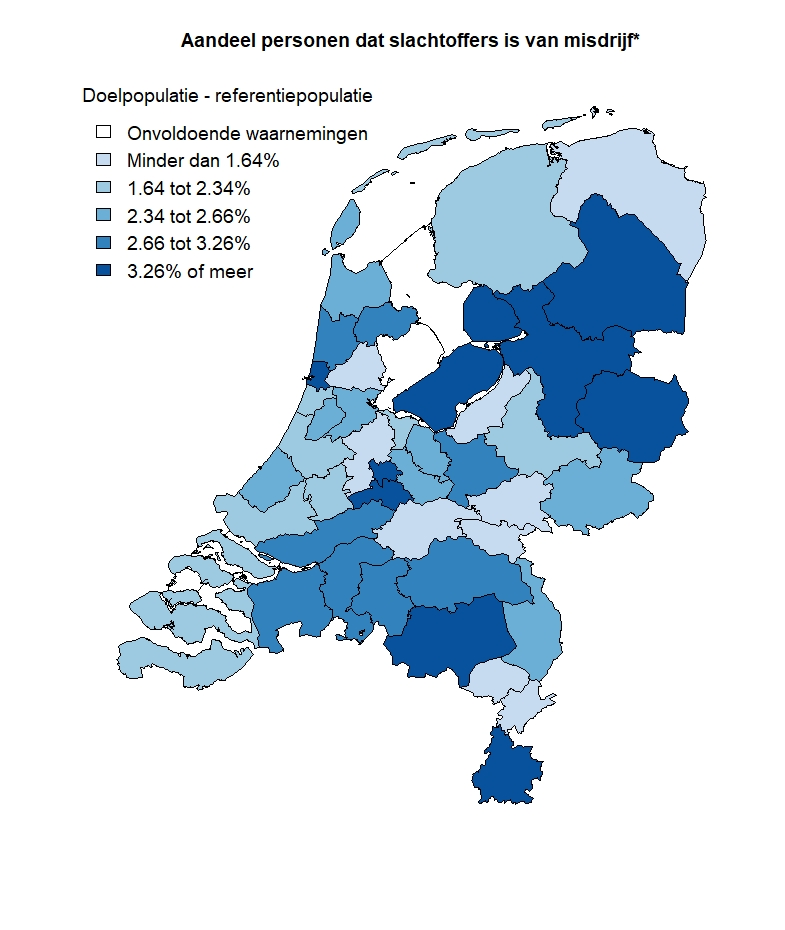 Aandeel personen dat slachtoffers is van misdrijf*
Doelpopulatie - referentiepopulatie
Onvoldoende waarnemingen
Minder dan 1.64%
1.64 tot 2.34%
2.34 tot 2.66%
2.66 tot 3.26%
3.26% of meer